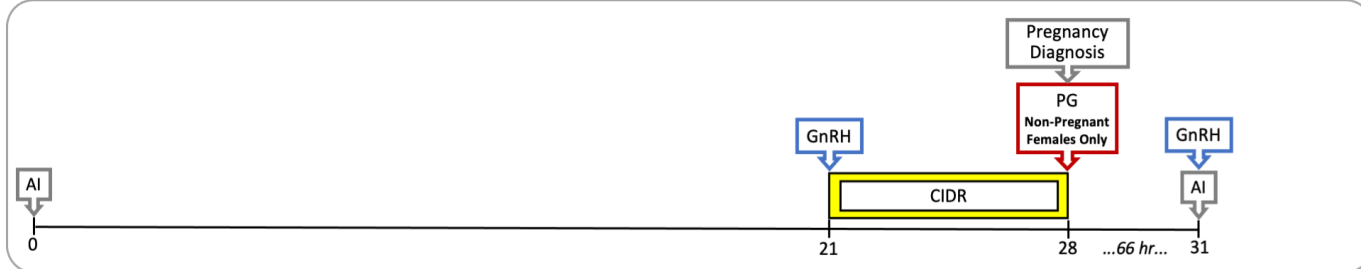 Pregnancy
Diagnosis
PG
Non-Pregnant
Females Only
GnRH
GnRH
AI
CIDR
AI
0
21
28
...66 hr...
31